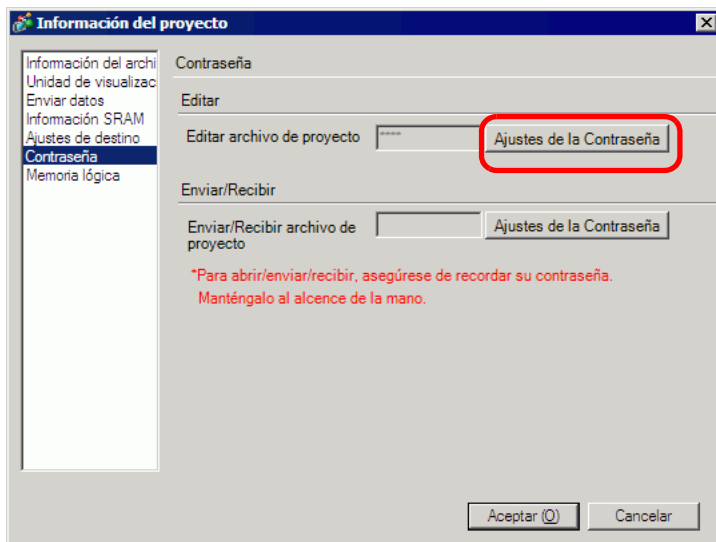 Información del proyecto
Información del archi
Unidad de visualizac
Enviar datos
Información SRAM
Ajustes de destino
Contraseña
Memoria lógica
Contraseña
Editar
Editar archivo de proyecto **** Ajustes de la Contraseña
Enviar/Recibir
Enviar/Recibir archivo de
proyecto
Ajustes de la Contraseña
*Para abrir/enviar/recibir, asegúrese de recordar su contraseña.
Manténgalo al alcence de la mano.
Aceptar (O) Cancelar